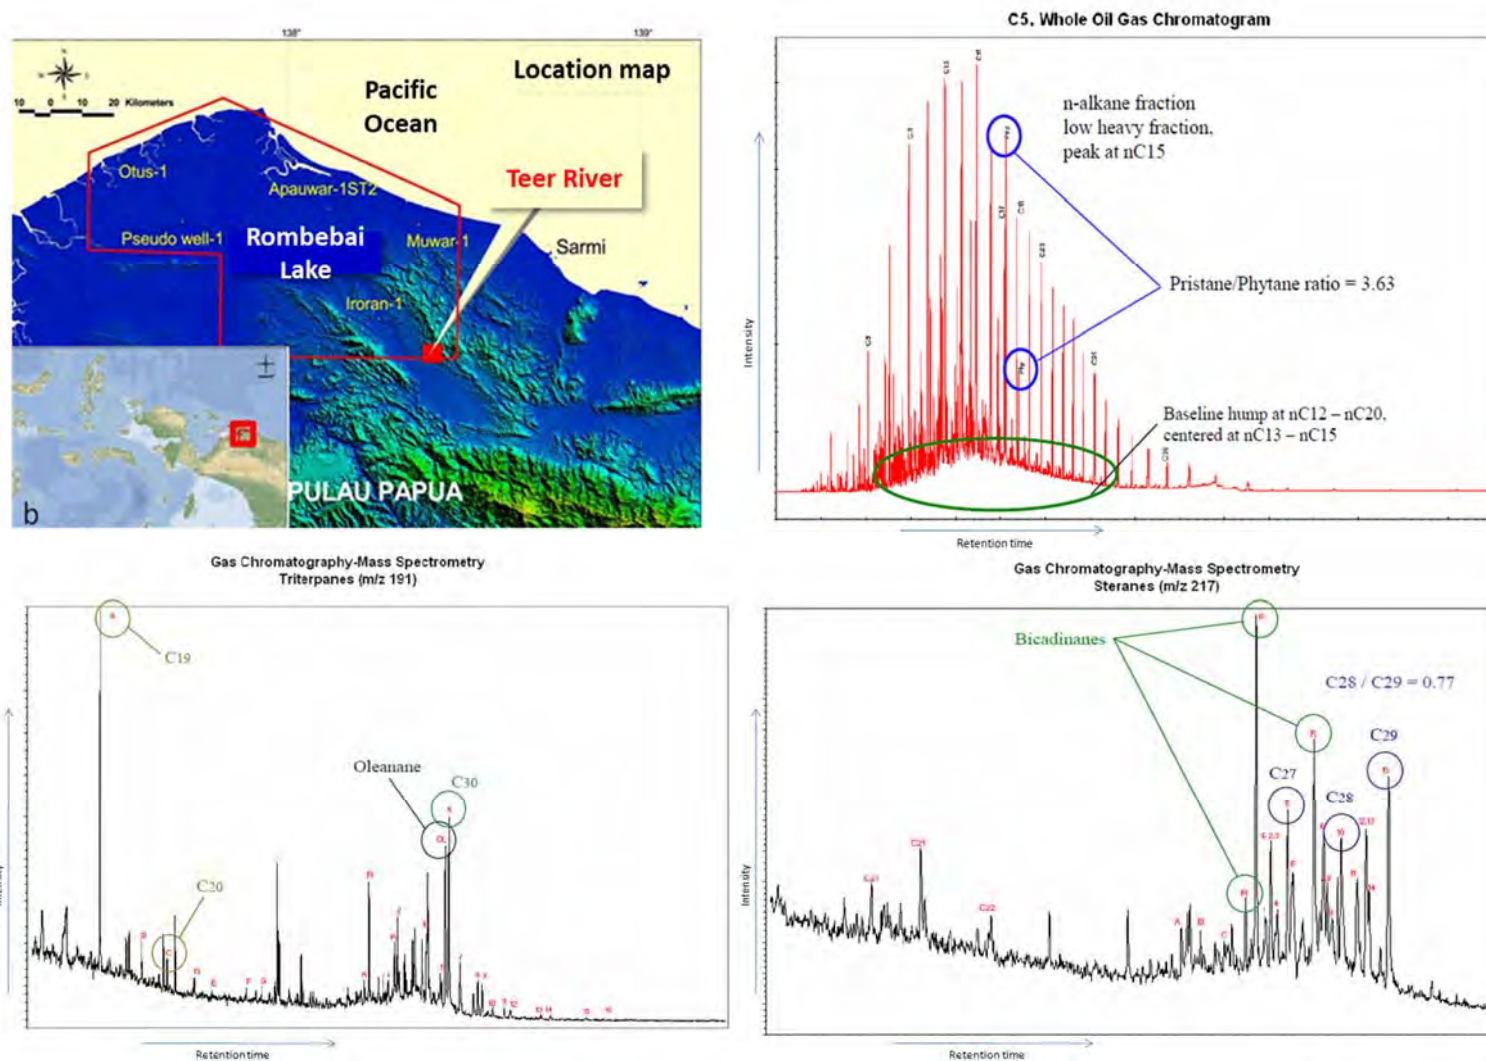 138°
139°
Location map
10 0 10 20 Kilometers
Pacific
Ocean
Otus-1
Apauwar-1ST2
Teer River
Pseudo well-1
Rombebai
Lake
Muwar-1
Sarmi
Iroran-1
PULAU PAPUA
b
C5, Whole Oil Gas Chromatogram
n-alkane fraction
low heavy fraction,
peak at nC15
Pristane/Phytane ratio = 3.63
Baseline hump at nC12 – nC20,
centered at nC13 – nC15
Intensity
Retention time
Gas Chromatography-Mass Spectrometry
Triterpanes (m/z 191)
C19
Oleanane
C30
OL
C20
Retention time
Gas Chromatography-Mass Spectrometry
Steranes (m/z 217)
Bicadinanes
C28 / C29 = 0.77
C29
C27
C28
C21
C22
A
B
C
Intensity
Retention time